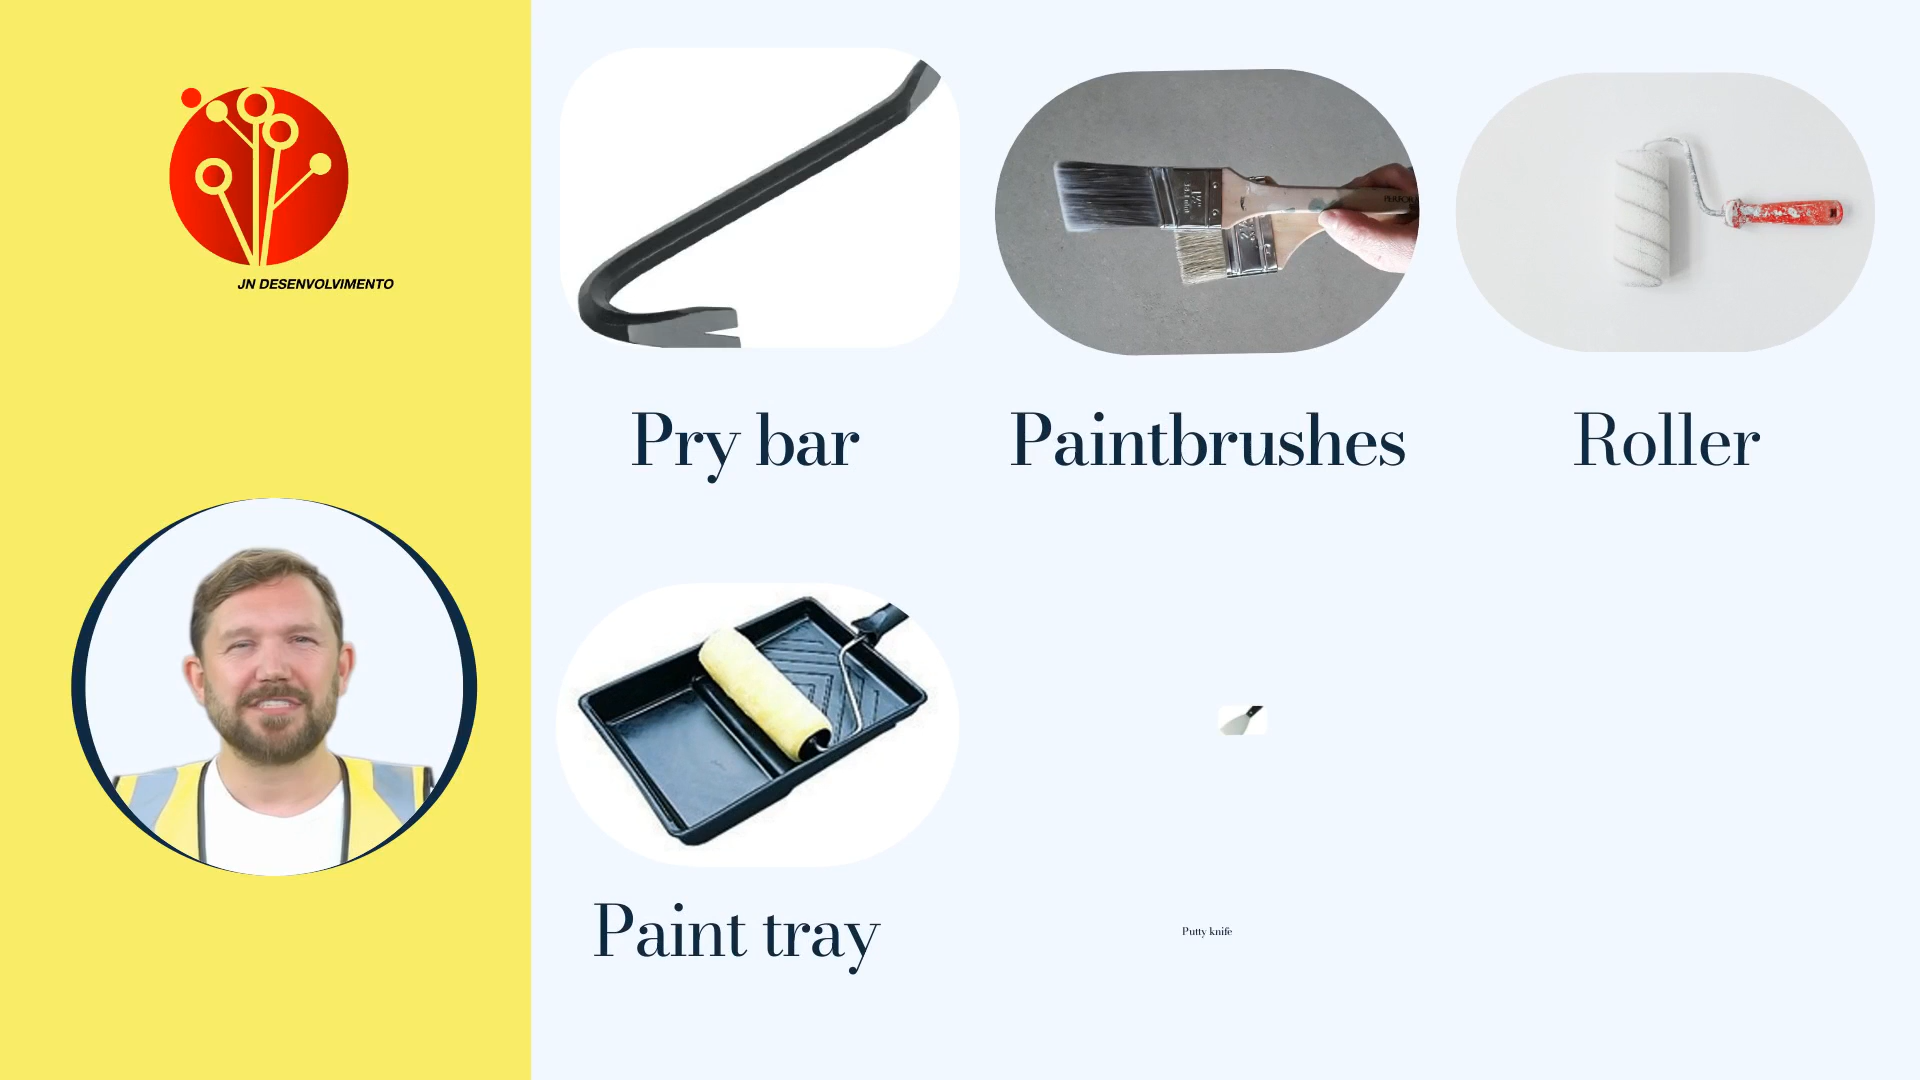 JN DESENVOLVIMENTO
Pry bar
Paintbrushes
Roller
Paint tray
Putty knife